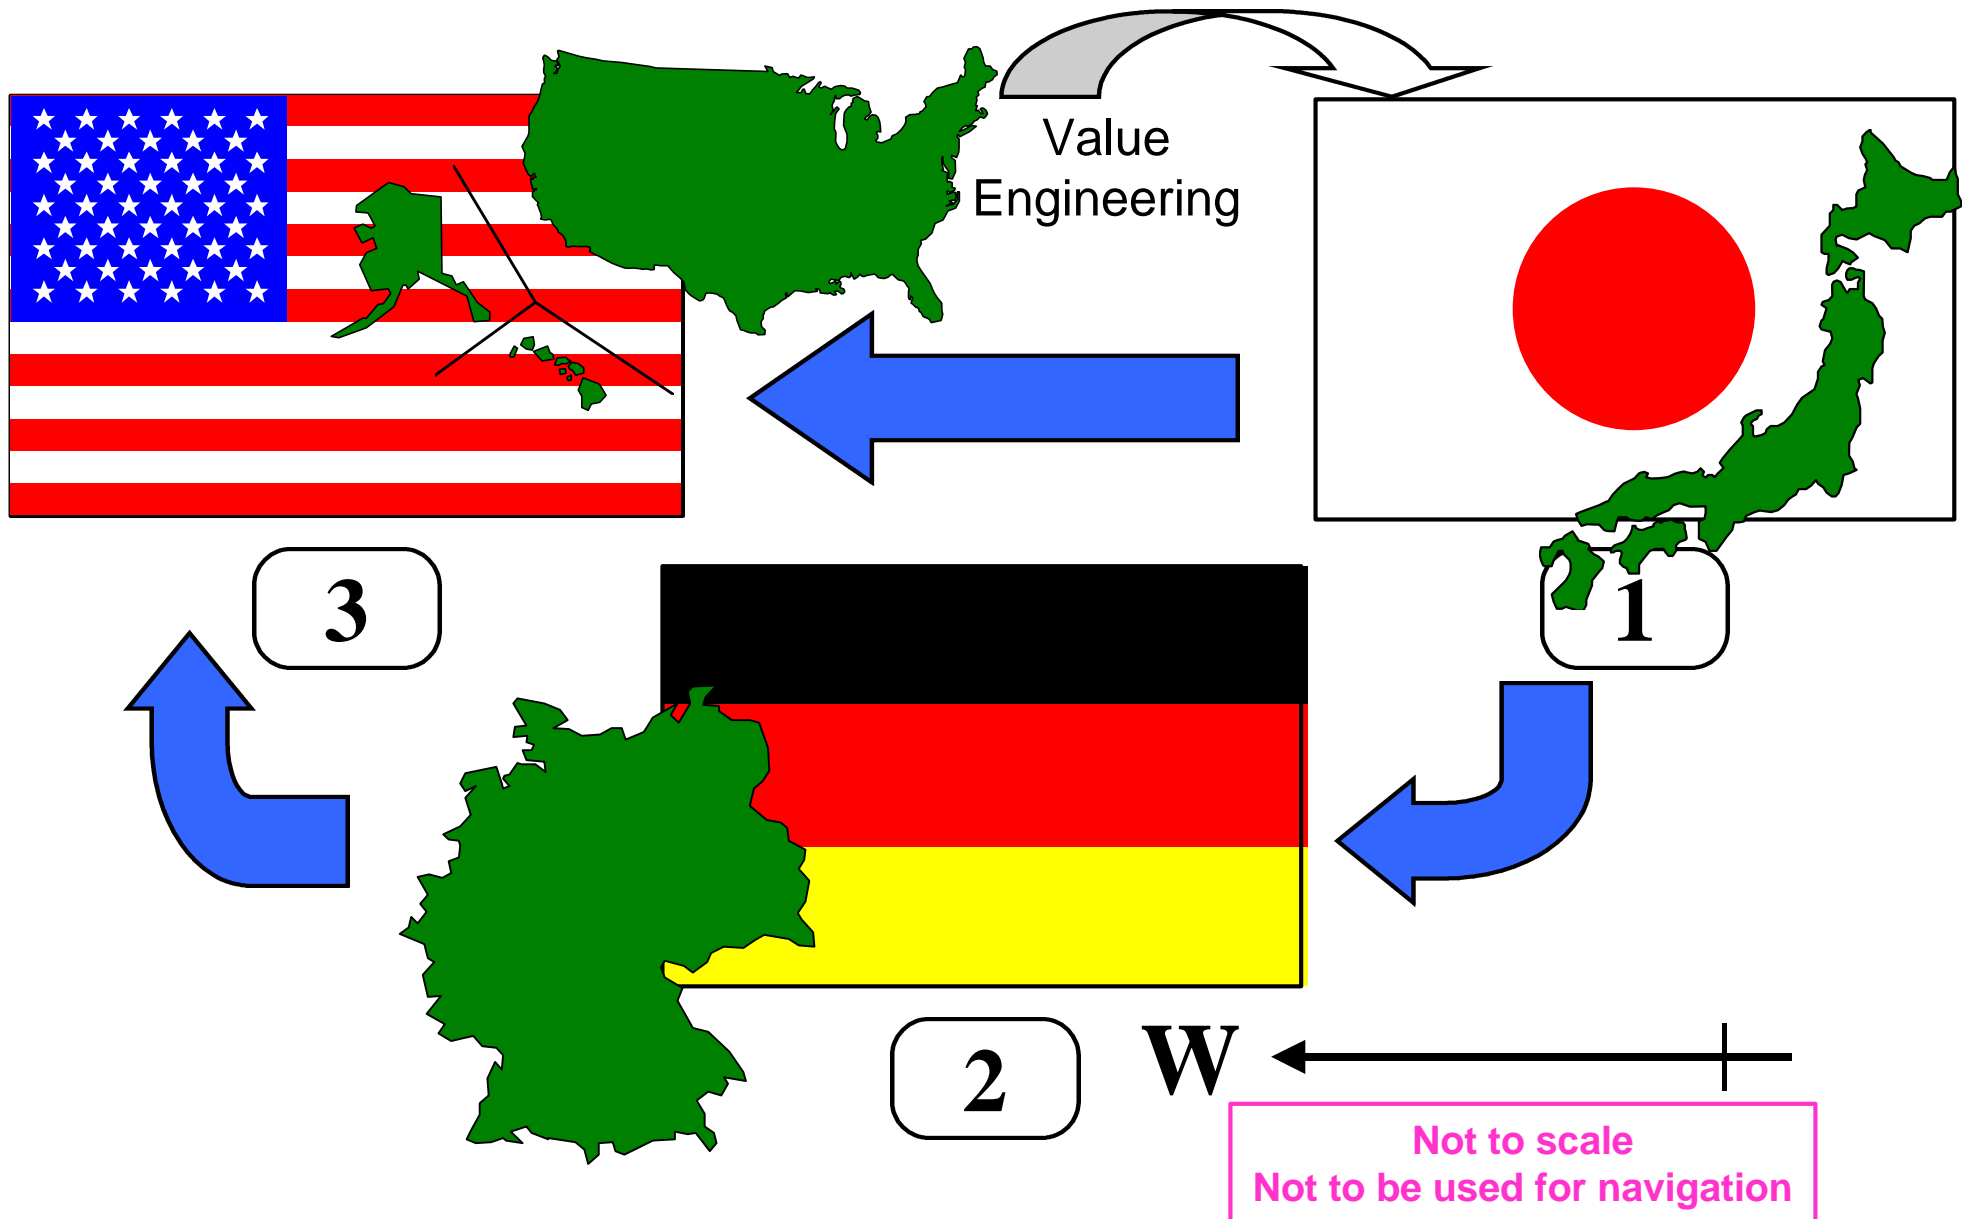 Value
Engineering
3
1
2
W
Not to scale
Not to be used for navigation